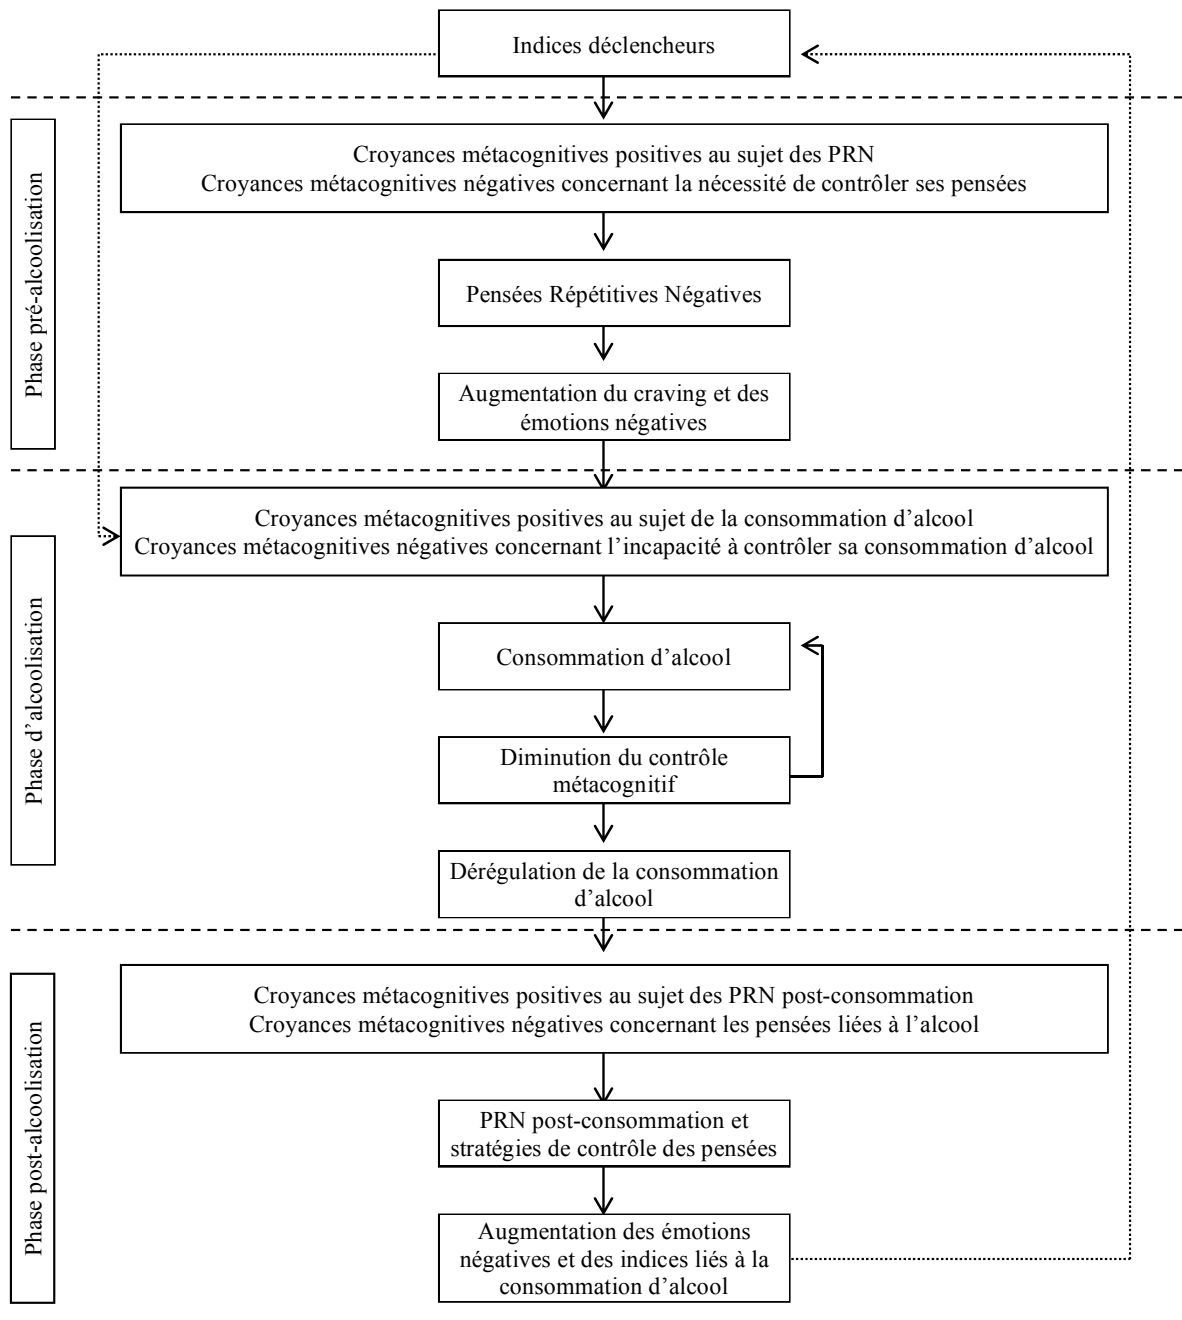 Indices déclencheurs
Phase pré-alcoolisation
Croyances métacognitives positives au sujet des PRN
Croyances métacognitives négatives concernant la nécessité de contrôler ses pensées
Pensées Répétitives Négatives
Augmentation du craving et des
émotions négatives
Phase d’alcoolisation
Croyances métacognitives positives au sujet de la consommation d’alcool
Croyances métacognitives négatives concernant l’incapacité à contrôler sa consommation d’alcool
Consommation d’alcool
Diminution du contrôle
métacognitif
Dérégulation de la consommation
d’alcool
Phase post-alcoolisation
Croyances métacognitives positives au sujet des PRN post-consommation
Croyances métacognitives négatives concernant les pensées liées à l’alcool
PRN post-consommation et
stratégies de contrôle des pensées
Augmentation des émotions
négatives et des indices liés à la
consommation d’alcool